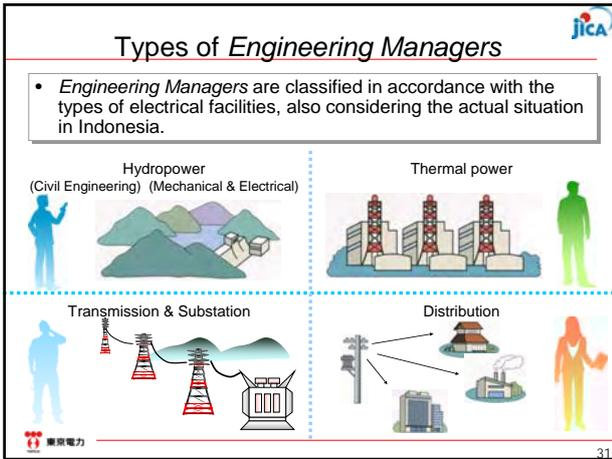 jica
Types of Engineering Managers
• Engineering Managers are classified in accordance with the
types of electrical facilities, also considering the actual situation
in Indonesia.
Hydropower
(Civil Engineering) (Mechanical & Electrical)
Thermal power
Transmission & Substation
Distribution
TEPCO
東京電力
31